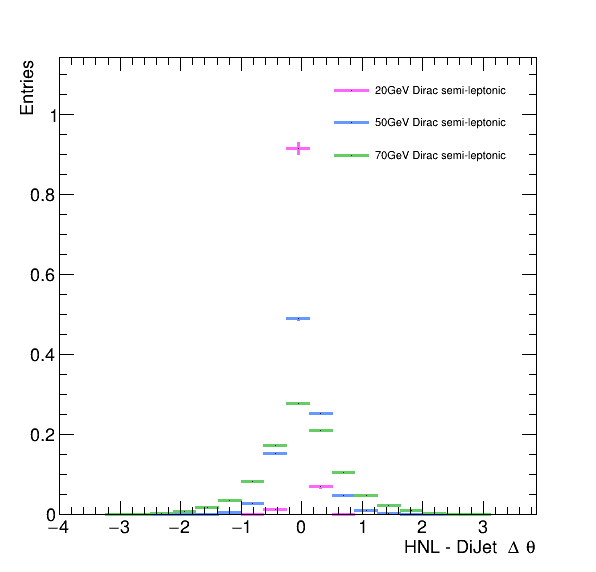 Entries
20GeV Dirac semi-leptonic
50GeV Dirac semi-leptonic
70GeV Dirac semi-leptonic
1
0.8
0.6
0.4
0.2
0
−4 −3 −2 −1 0 1 2 3
HNL - DiJet Δ θ